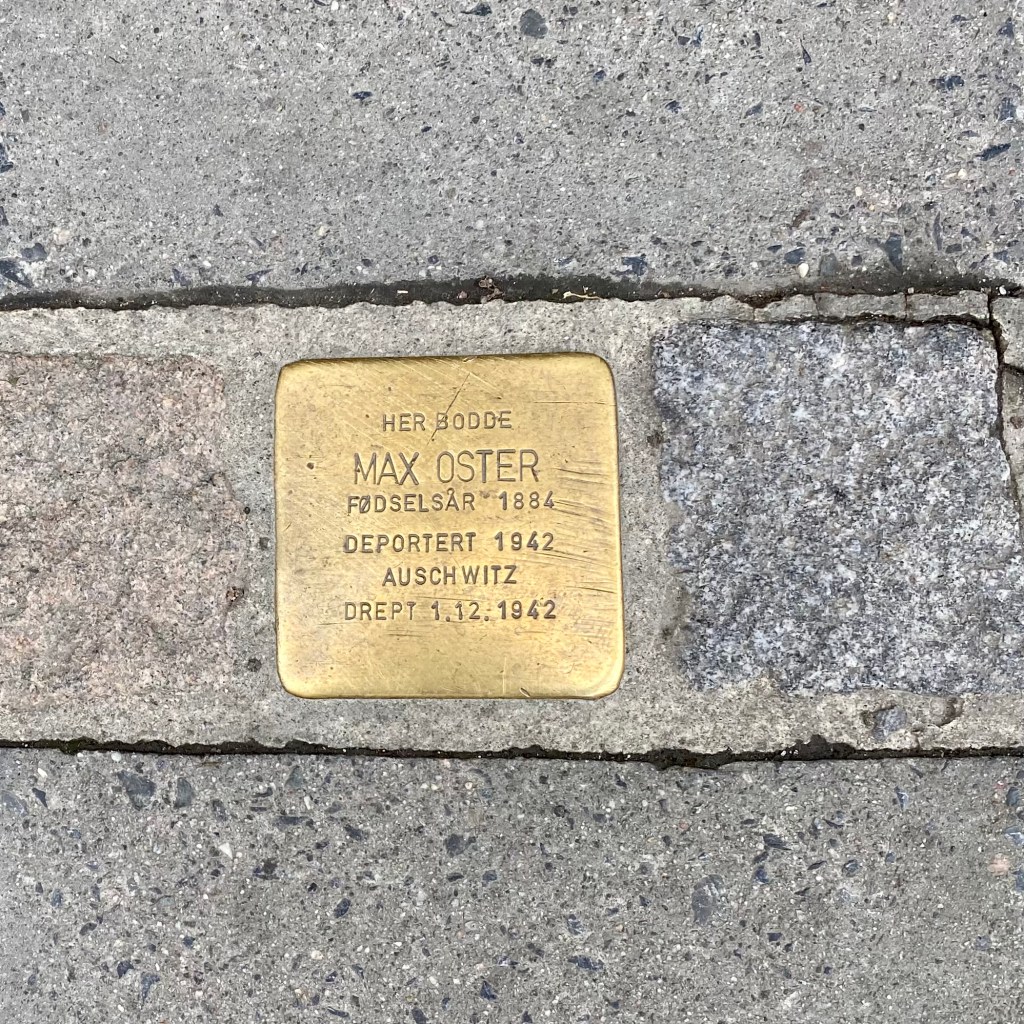 HER BODDE
MAX OSTER
FØDSELSÅR 1884
DEPORTERT 1942
AUSCHWITZ
DREPT 1.12.1942